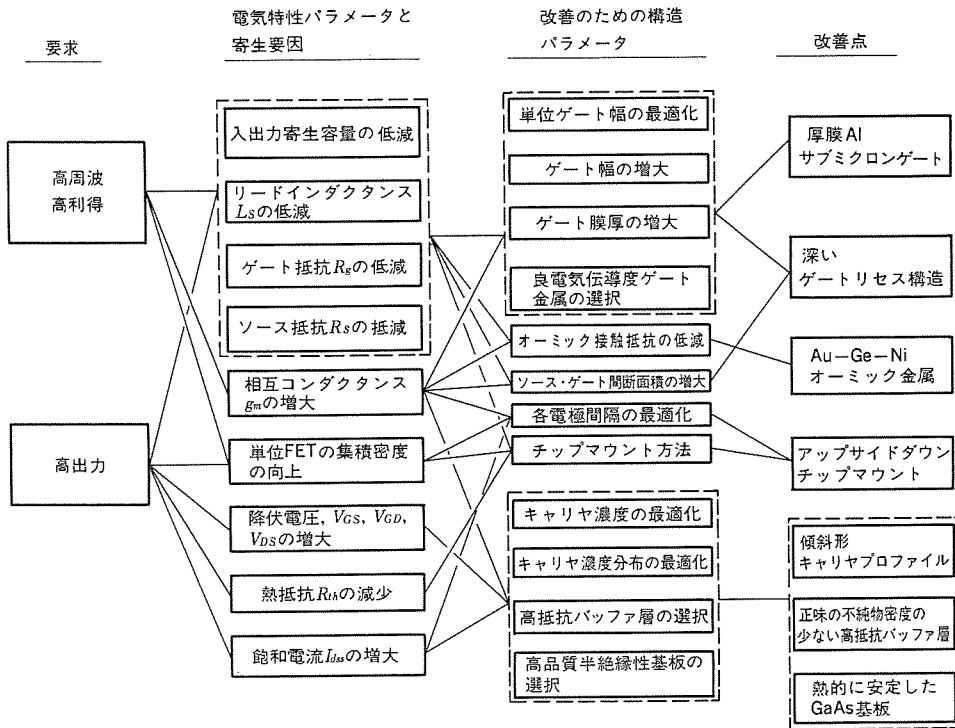 要求
電気特性パラメータと
寄生要因
改善のための構造
パラメータ
改善点
高周波
高利得
高出力
入出力寄生容量の低減
リードインダクタンス
LSの低減
ゲート抵抗Rgの低減
ソース抵抗RSの抵減
相互コンダクタンス
gmの増大
単位FETの集積密度
の向上
降伏電圧, VGS, VGD,
VDSの増大
熱抵抗Rthの減少
飽和電流Idssの増大
単位ゲート幅の最適化
ゲート幅の増大
ゲート膜厚の増大
良電気伝導度ゲート
金属の選択
オーミック接触抵抗の低減
ソース・ゲート間断面積の増大
各電極間隔の最適化
チップマウント方法
キャリヤ濃度の最適化
キャリヤ濃度分布の最適化
高抵抗バッファ層の選択
高品質半絶縁性基板の
選択
厚膜Al
サブミクロンゲート
深い
ゲートリセス構造
Au-Ge-Ni
オーミック金属
アップサイドダウン
チップマウント
傾斜形
キャリヤプロファイル
正味の不純物密度の
少ない高抵抗バッファ層
熱的に安定した
GaAs基板